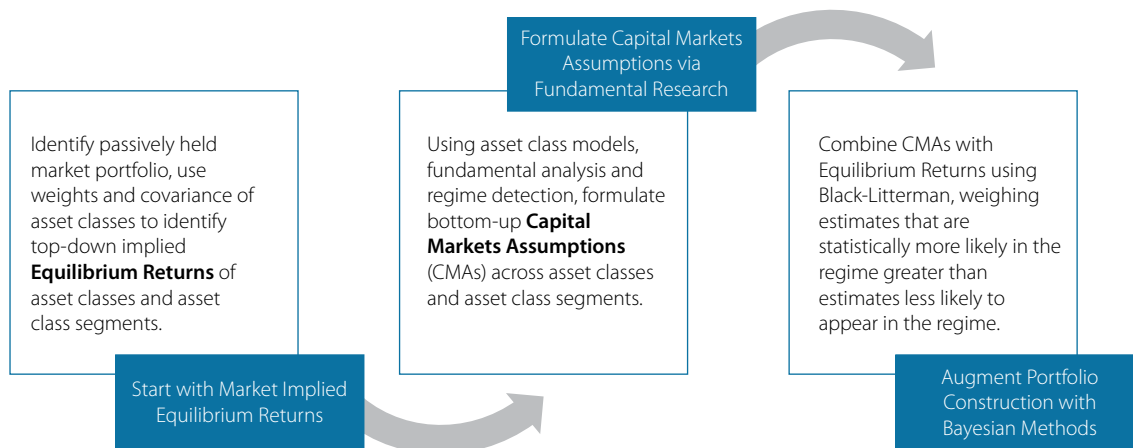 Identify passively held
market portfolio, use
weights and covariance of
asset classes to identify
top-down implied
Equilibrium Returns of
asset classes and asset
class segments.
Start with Market Implied
Equilibrium Returns
Formulate Capital Markets
Assumptions via
Fundamental Research
Using asset class models,
fundamental analysis and
regime detection, formulate
bottom-up Capital
Markets Assumptions
(CMAs) across asset classes
and asset class segments.
Combine CMAs with
Equilibrium Returns using
Black-Litterman, weighing
estimates that are
statistically more likely in the
regime greater than
estimates less likely to
appear in the regime.
Augment Portfolio
Construction with
Bayesian Methods